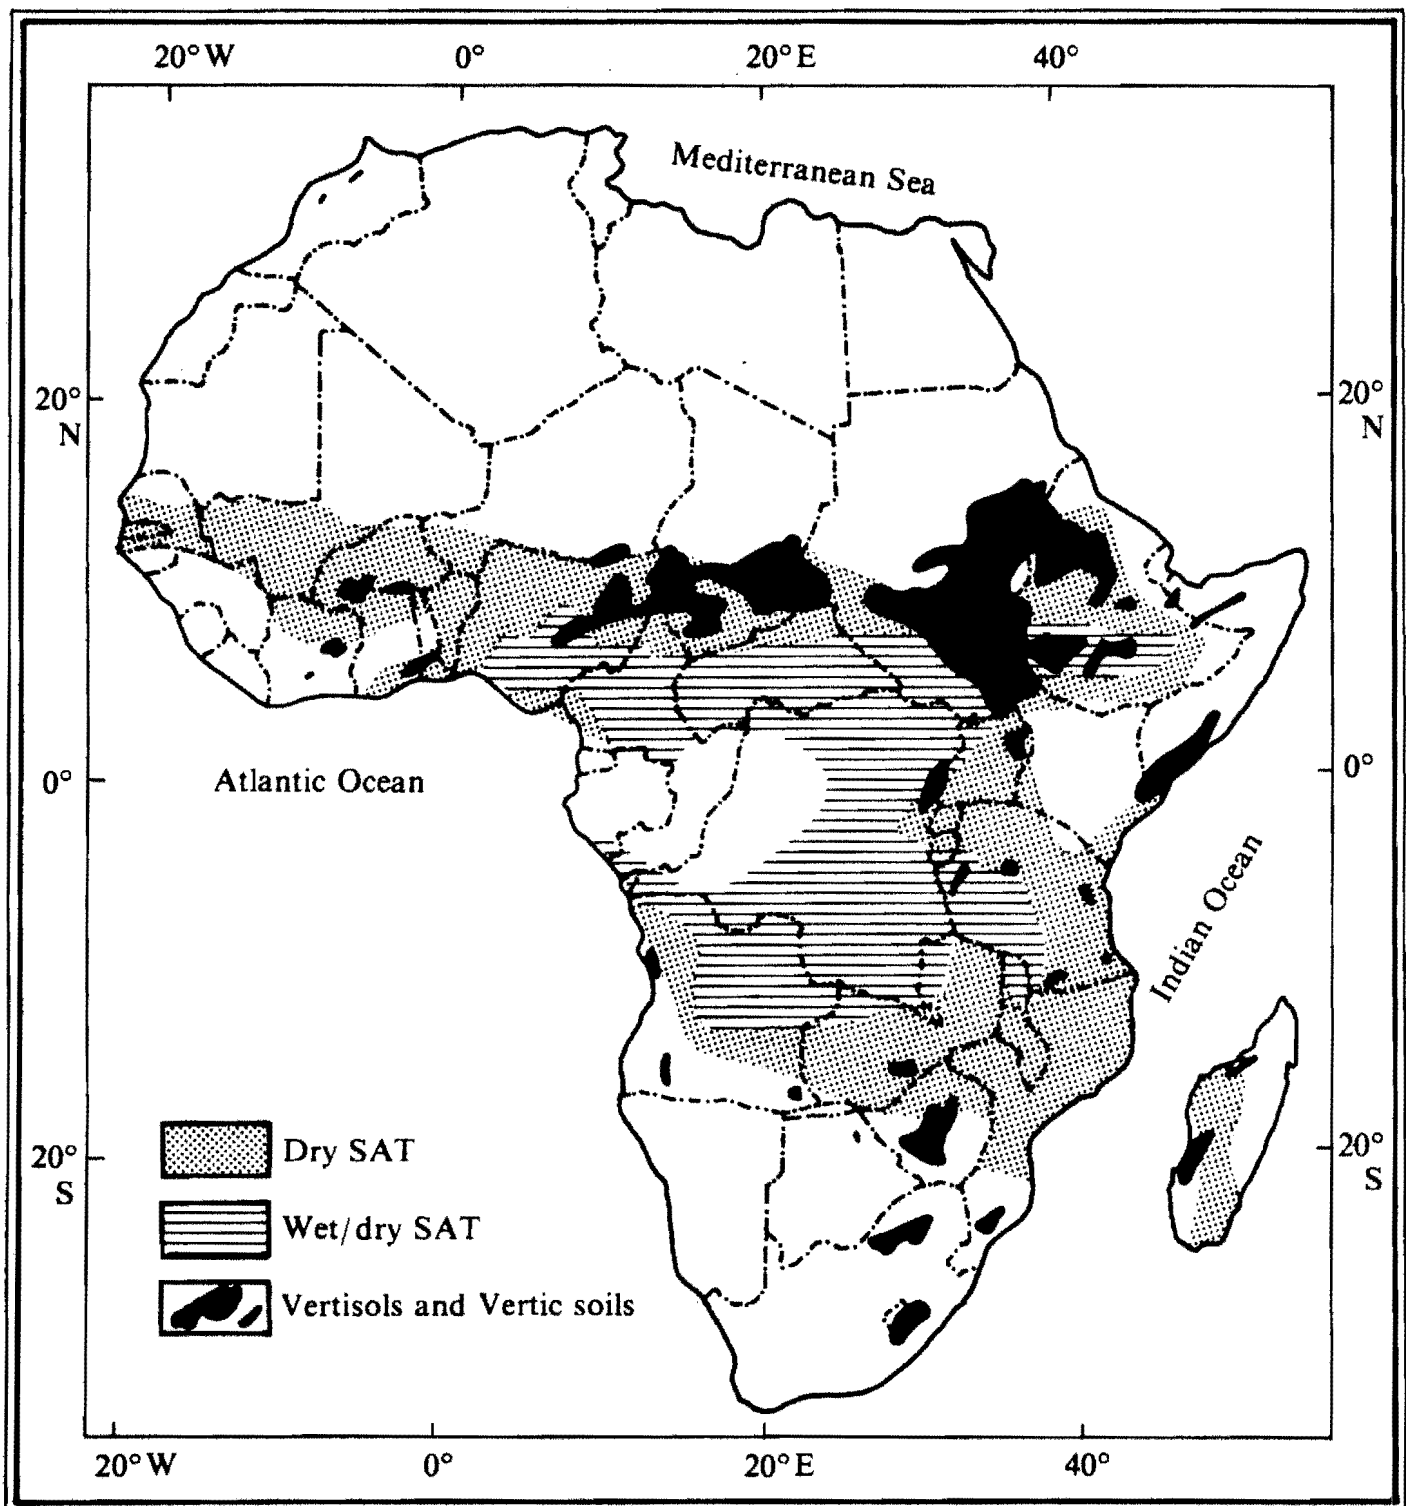 20° W 0° 20° E 40°
Mediterranean Sea
20° 20°
N N
Atlantic Ocean
0° 0°
Indian Ocean
20° 20°
S S
Dry SAT
Wet/dry SAT
Vertisols and Vertic soils
20° W 0° 20° E 40°